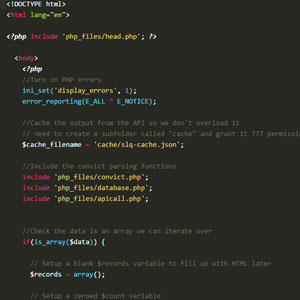 <!DOCTYPE html>
<html lang="en">
<?php include 'php_files/head.php'; ?>
<body>
<?php
//Turn on PHP errors
ini_set('display_errors', 1);
error_reporting(E_ALL ^ E_NOTICE);
//Cache the output from the API so we don't overload it
// need to create a subfolder called "cache" and grant it 777 permissi
$cache_filename = 'cache/slq-cache.json';
//Include the convict parsing functions
include 'php_files/convict.php';
include 'php_files/database.php';
include 'php_files/apicall.php';
//Check the data is an array we can iterate over
if(is_array($data)) {
// Setup a blank $records variable to fill up with HTML later
$records = array();
// Setup a zeroed $count variable